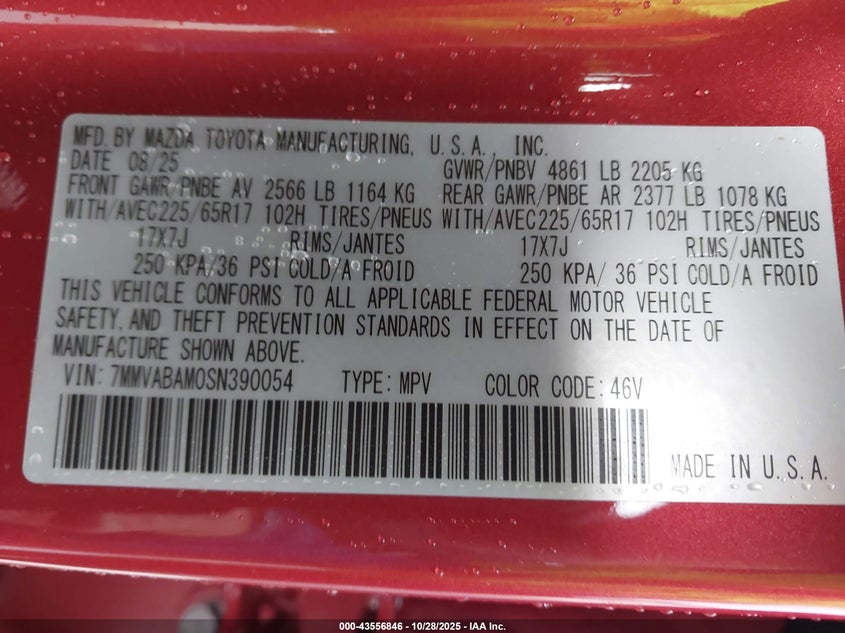 MFD. BY MAZDA TOYOTA MANUFACTURING, U.S.A., INC.
DATE 08/25 GVWR/PNBV 4861 LB 2205 KG
FRONT GAWR/PNBE AV 2566 LB 1164 KG REAR GAWR/PNBE AR 2377 LB 1078 KG
WITH/AVEC225/65R17 102H TIRES/PNEUS WITH/AVEC225/65R17 102H TIRES/PNEUS
17X7J RIMS/JANTES 17X7J RIMS/JANTES
250 KPA/36 PSI COLD/A FROID 250 KPA/ 36 PSI COLD/A FROID
THIS VEHICLE CONFORMS TO ALL APPLICABLE FEDERAL MOTOR VEHICLE
SAFETY, AND THEFT PREVENTION STANDARDS IN EFFECT ON THE DATE OF
MANUFACTURE SHOWN ABOVE.
VIN: 7MMVABAM0SN390054 TYPE: MPV COLOR CODE: 46V
MADE IN U.S.A.
000-43556846 - 10/28/2025 - IAA Inc.